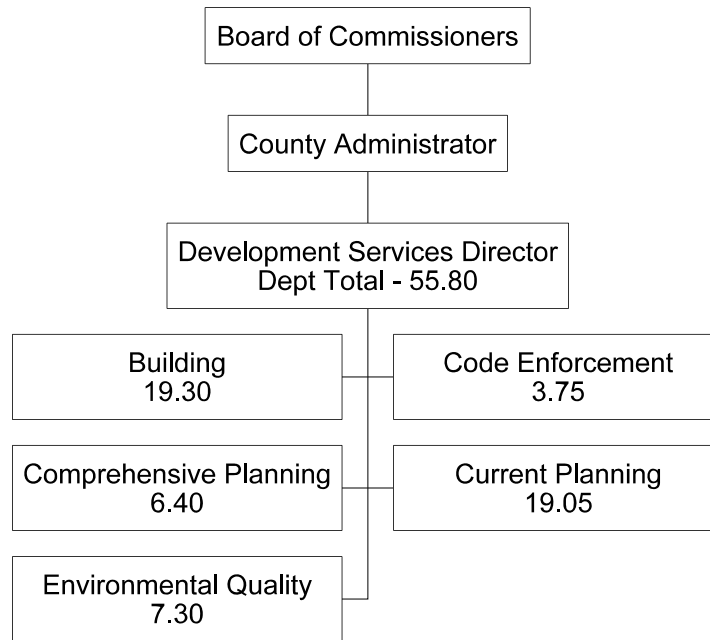 Board of Commissioners
County Administrator
Development Services Director
Dept Total - 55.80
Building
19.30
Code Enforcement
3.75
Comprehensive Planning
6.40
Current Planning
19.05
Environmental Quality
7.30